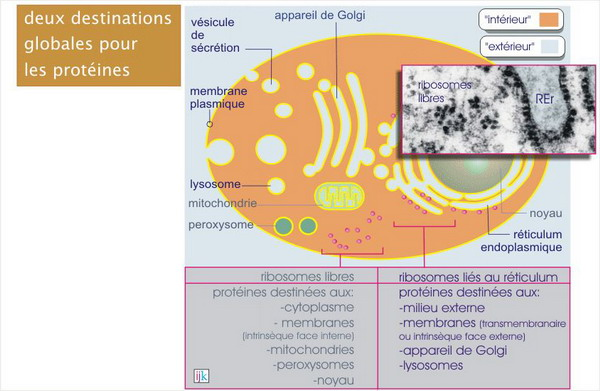 deux destinations
globales pour
les protéines
appareil de Golgi
vésicule
de
sécrétion
"intérieur"
"extérieur"
membrane
plasmique
ribosomes
libres
REr
lysosome
mitochondrie
peroxysome
noyau
réticulum
endoplasmique
ribosomes libres
protéines destinées aux:
-cytoplasme
- membranes
(intrinsèque face interne)
-mitochondries
-peroxysomes
-noyau
ribosomes liés au réticulum
protéines destinées aux:
-milieu externe
-membranes (transmembranaire
ou intrinsèque face externe)
-appareil de Golgi
-lysosomes
ijk